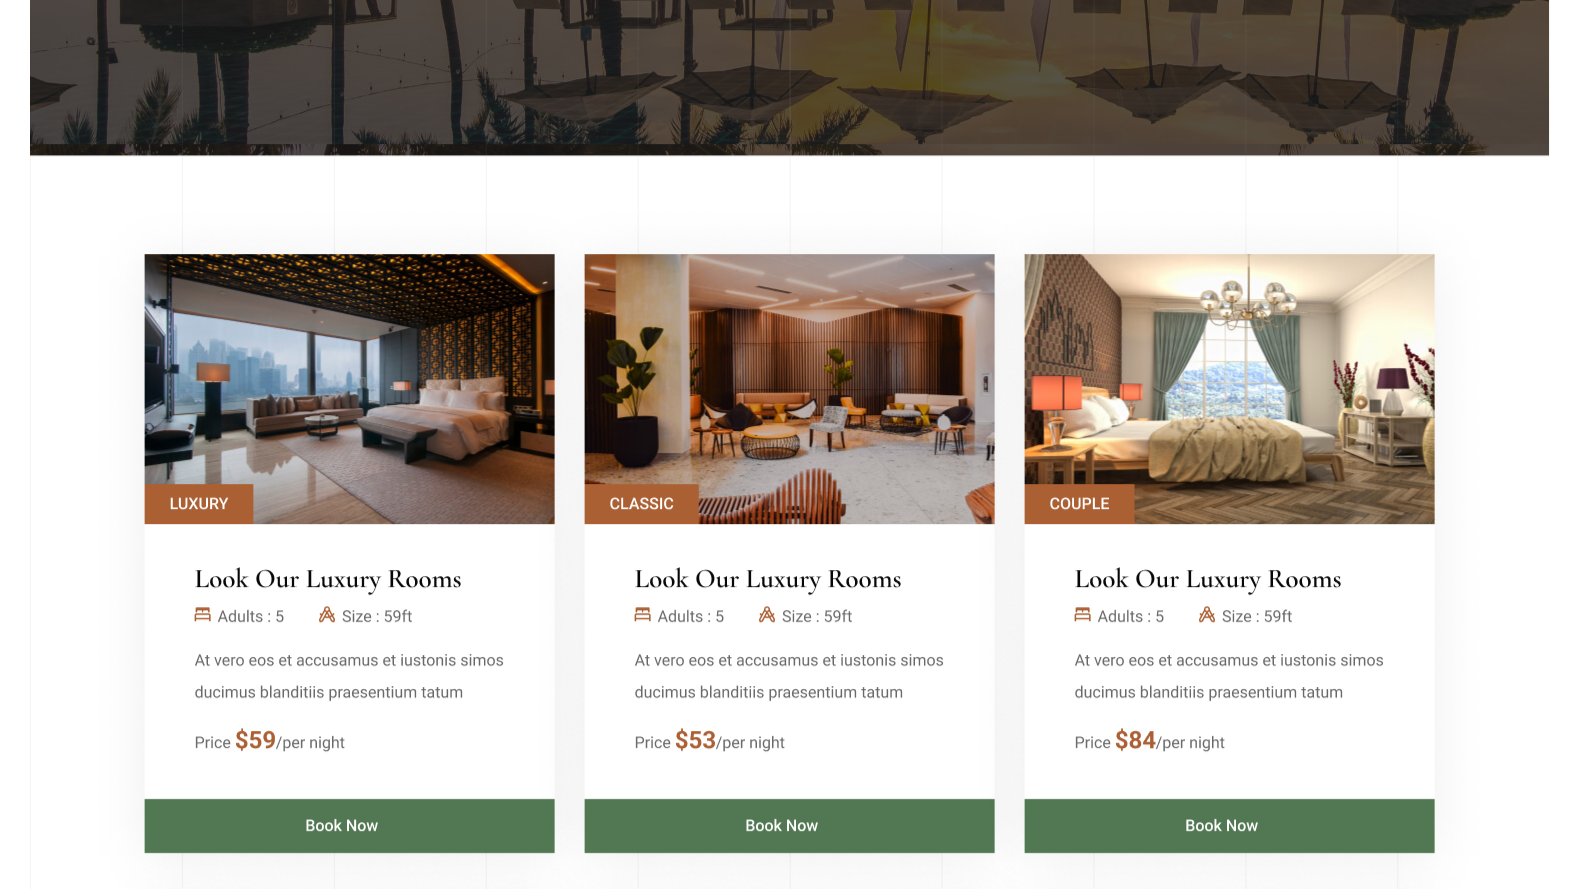 LUXURY
Look Our Luxury Rooms
Adults : 5 Size : 59ft
At vero eos et accusamus et iustonis simos
ducimus blanditiis praesentium tatum
Price $59/per night
Book Now
CLASSIC
Look Our Luxury Rooms
Adults : 5 Size : 59ft
At vero eos et accusamus et iustonis simos
ducimus blanditiis praesentium tatum
Price $53/per night
Book Now
COUPLE
Look Our Luxury Rooms
Adults : 5 Size : 59ft
At vero eos et accusamus et iustonis simos
ducimus blanditiis praesentium tatum
Price $84/per night
Book Now